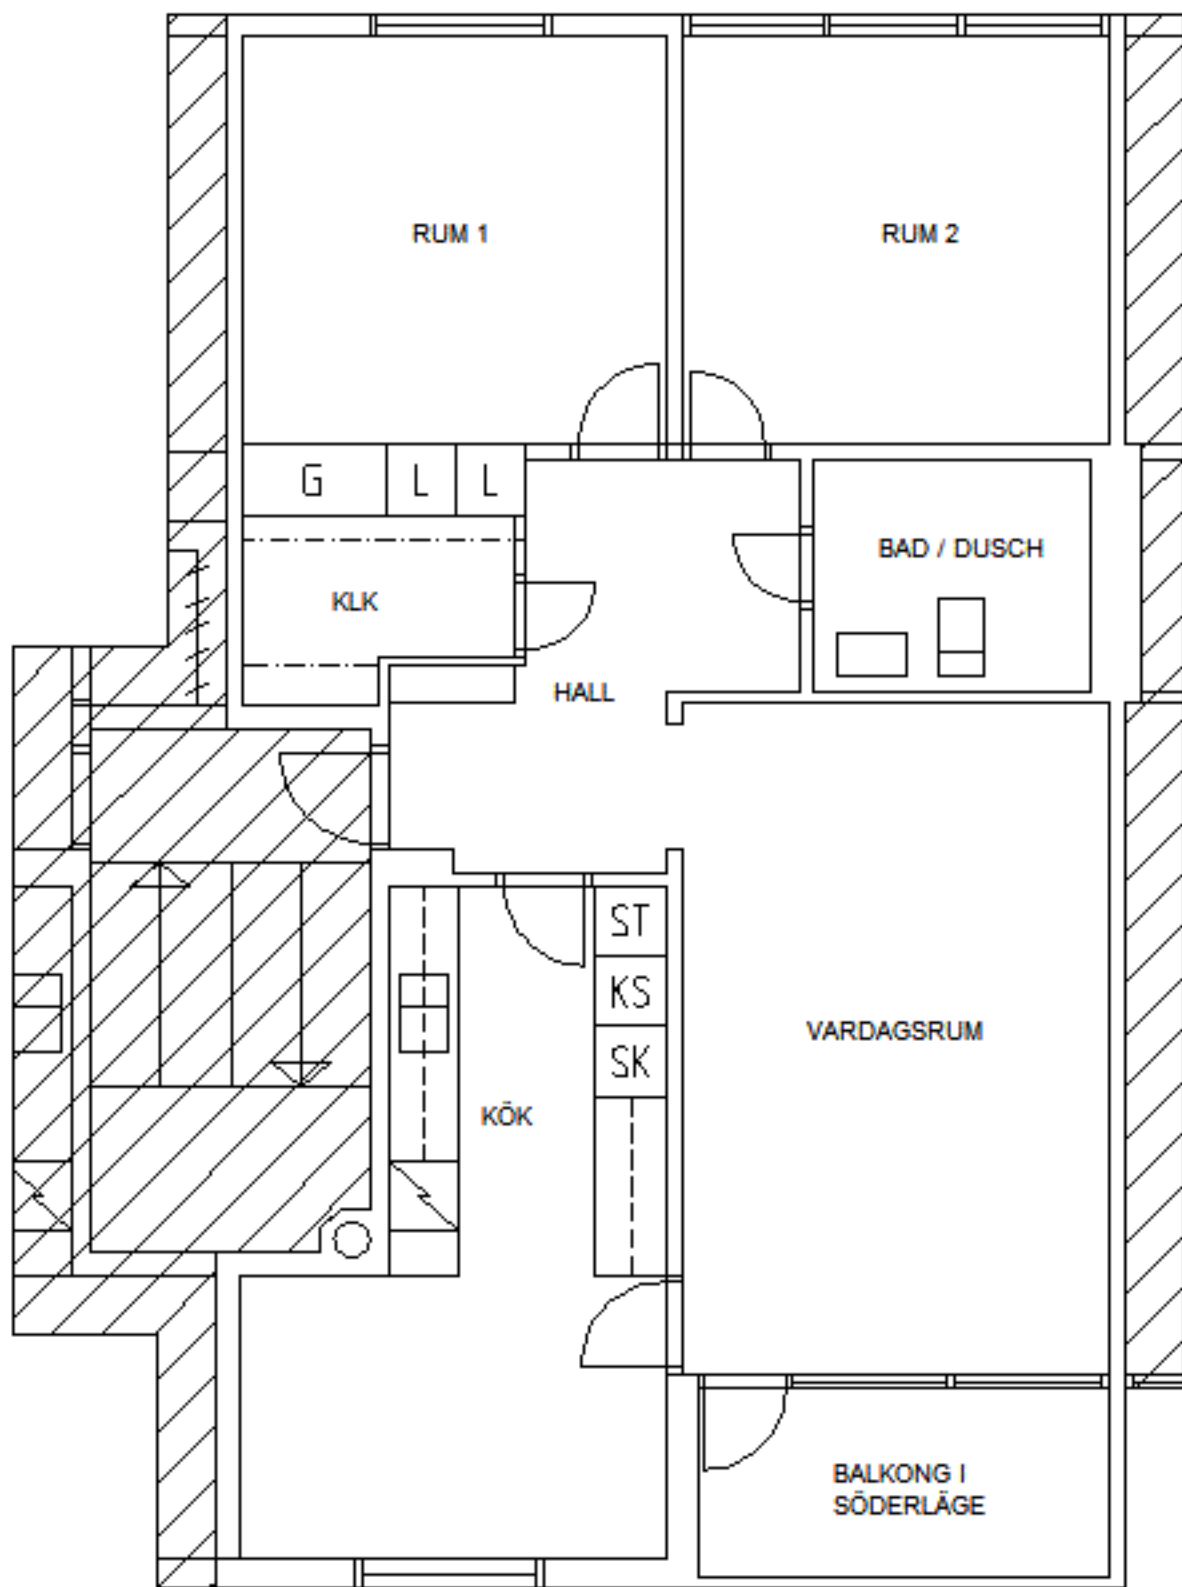 RUM 1
RUM 2
G
L
L
BAD / DUSCH
KLK
HALL
ST
KS
SK
VARDAGSRUM
KÖK
BALKONG I
SÖDERLÄGE